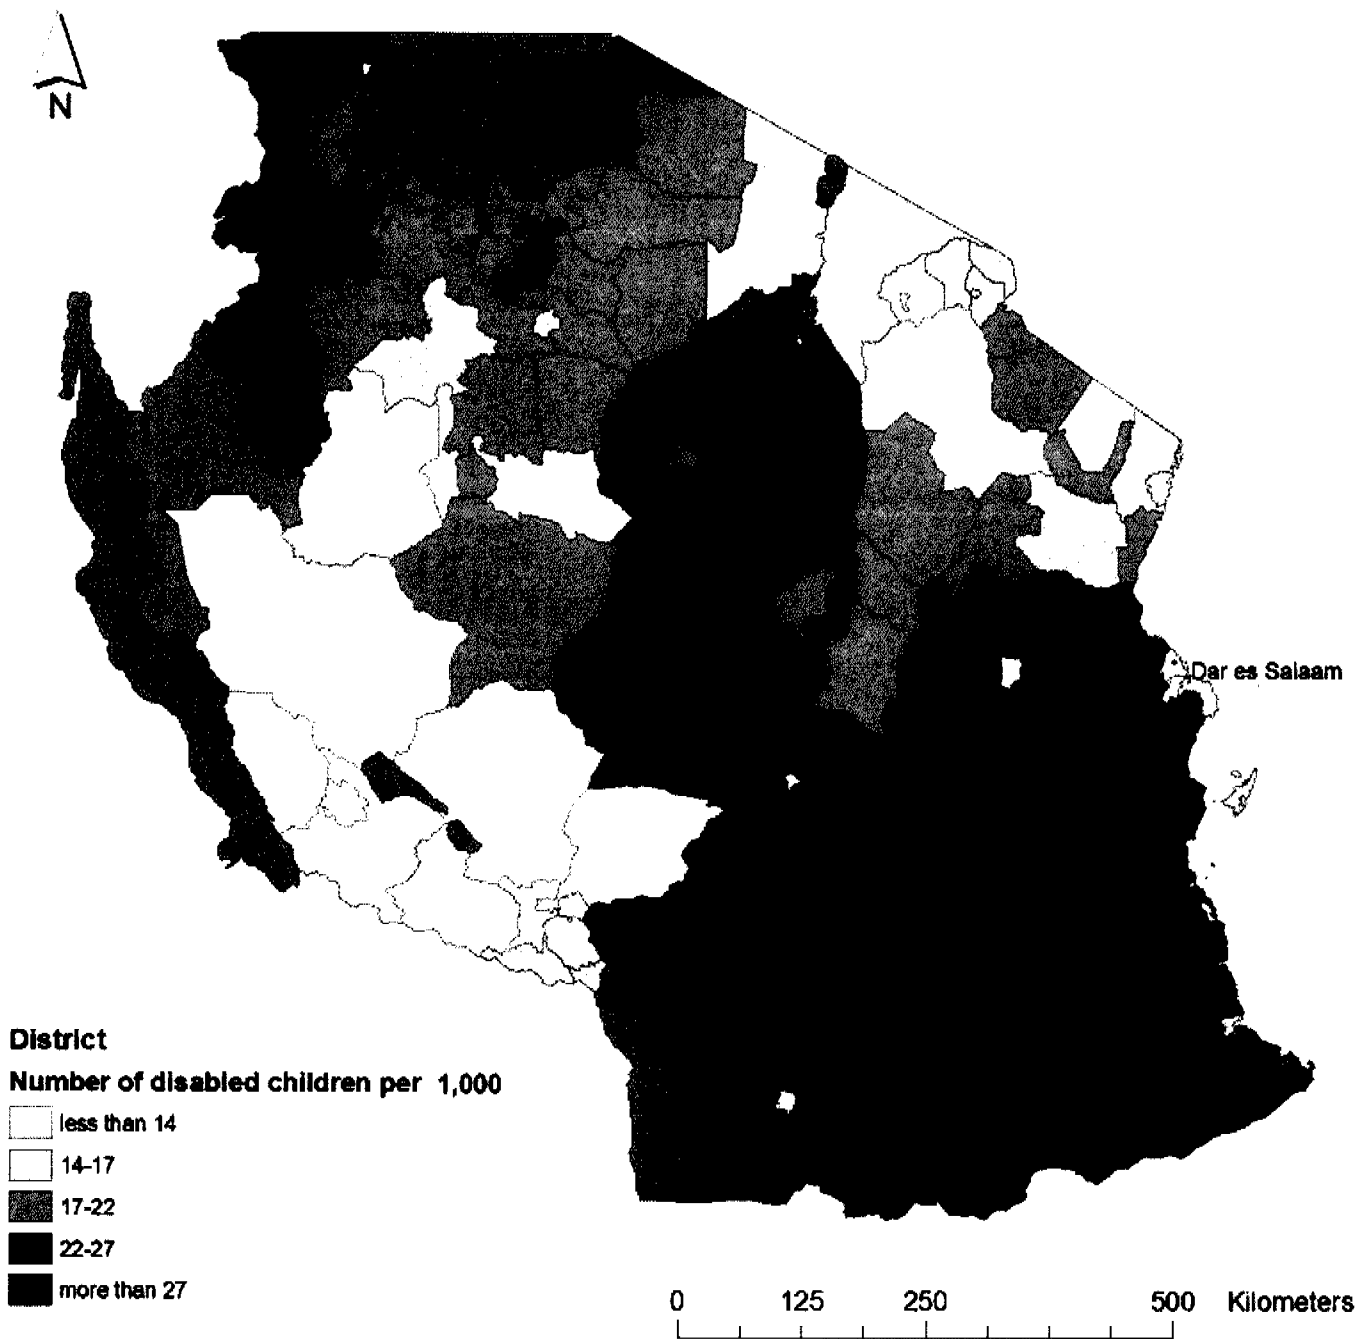 N
Dar es Salaam
District
Number of disabled children per 1,000
less than 14
14-17
17-22
22-27
more than 27
0 125 250 500 Kilometers